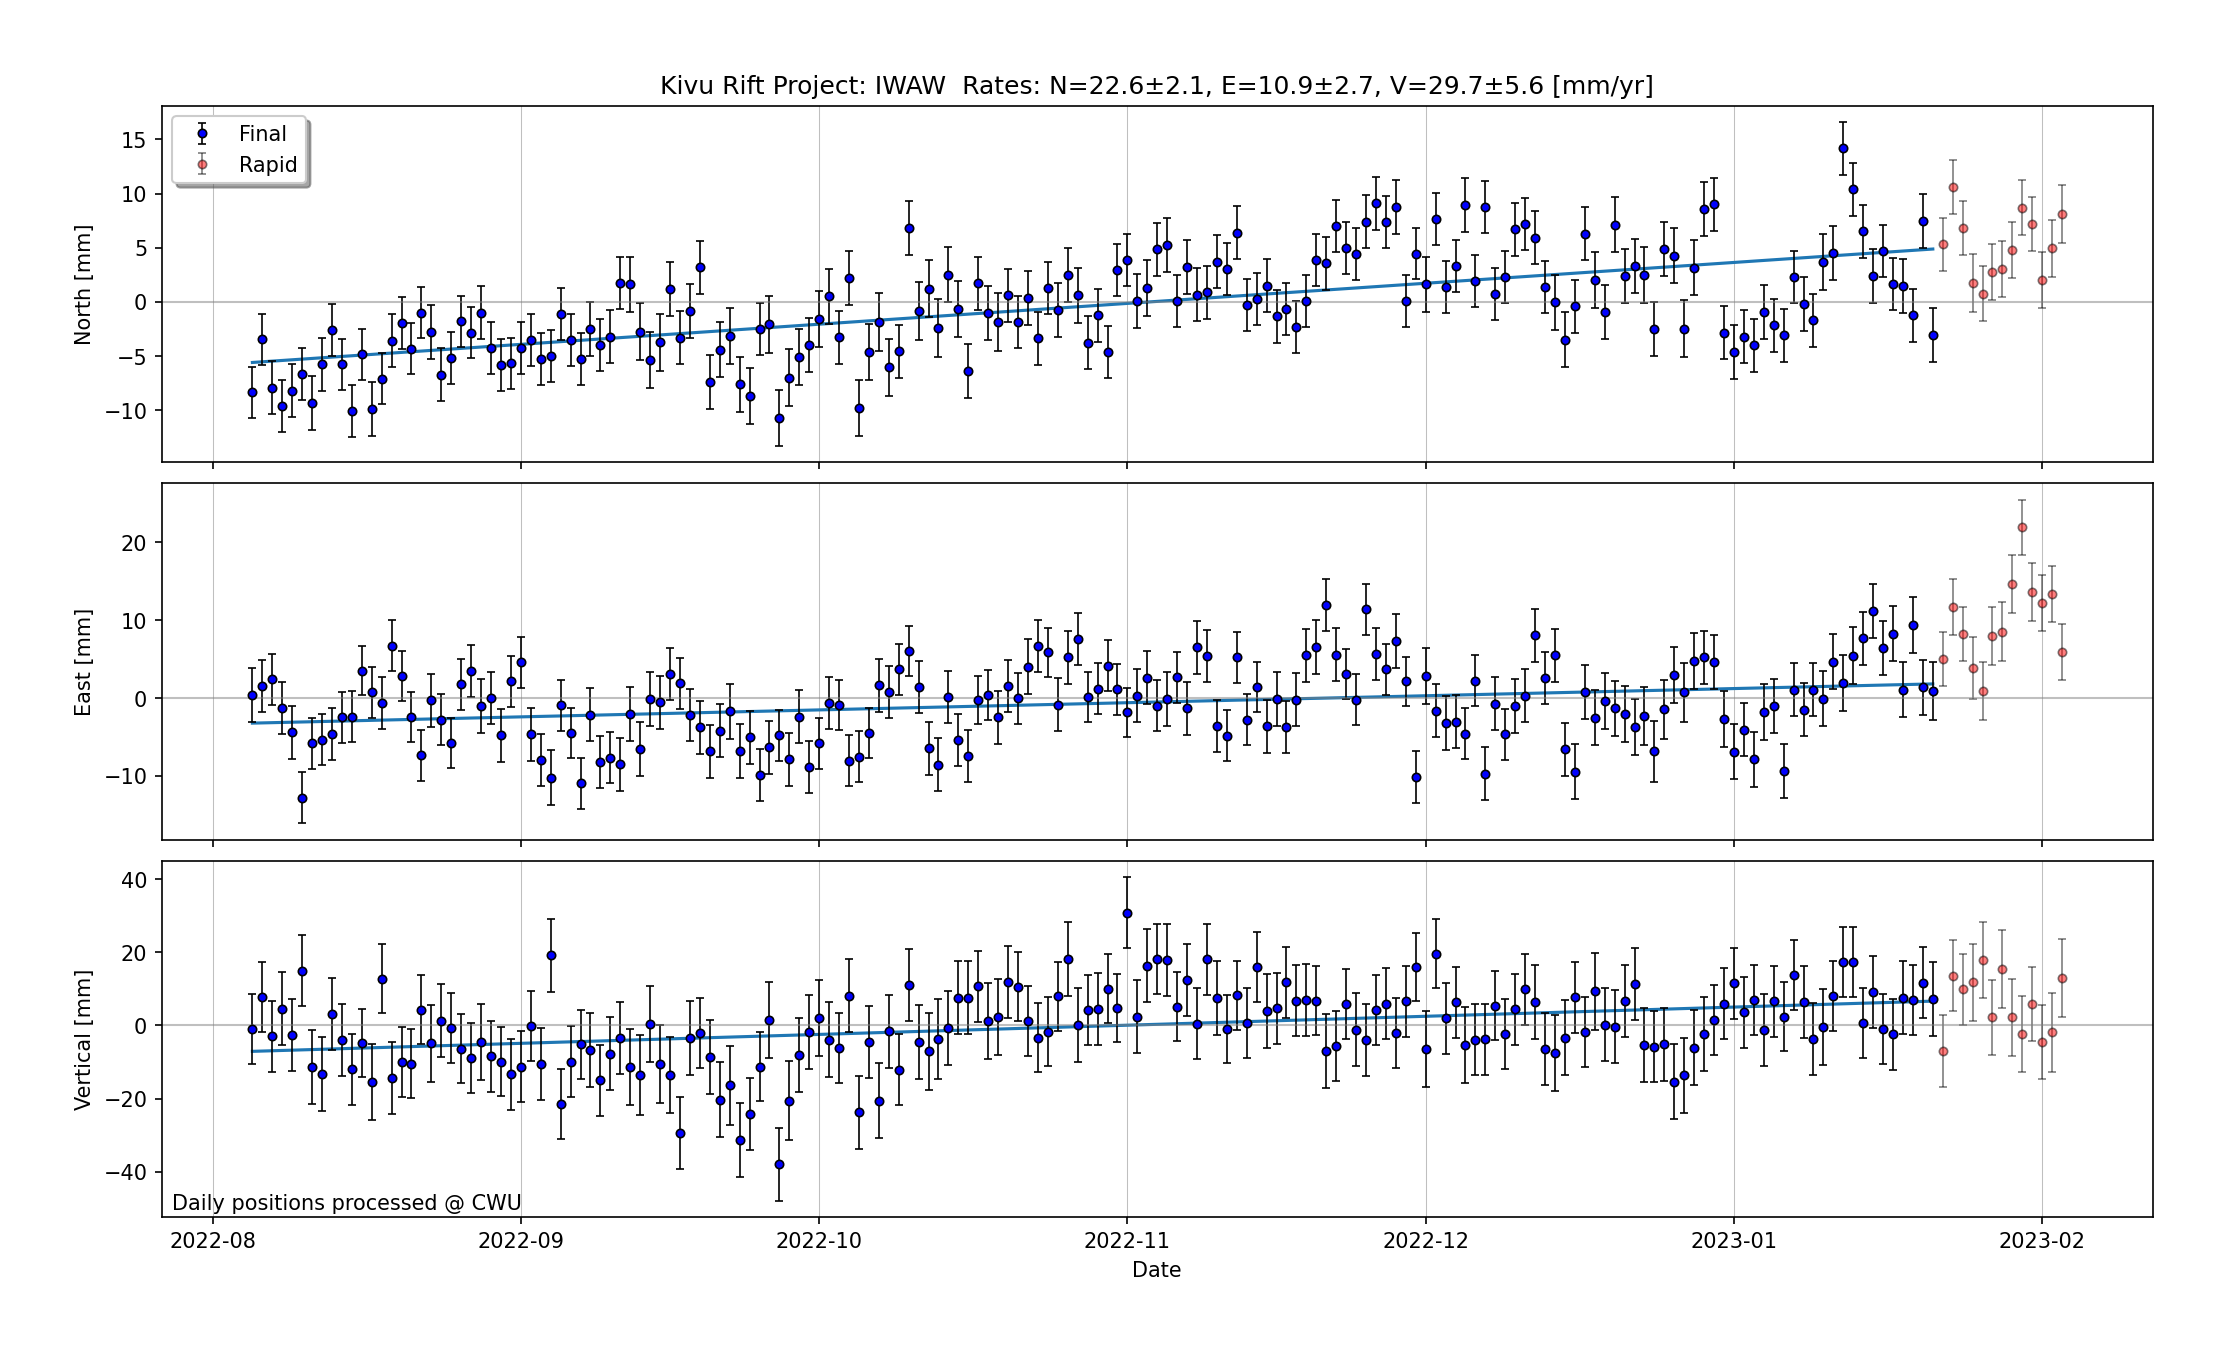 Kivu Rift Project: IWAW  Rates: N=22.6±2.1, E=10.9±2.7, V=29.7±5.6 [mm/yr]
Final
Rapid
North [mm]
15
10
5
0
−5
−10
East [mm]
20
10
0
−10
Vertical [mm]
40
20
0
−20
−40
Daily positions processed @ CWU
2022-08 2022-09 2022-10 2022-11 2022-12 2023-01 2023-02
Date